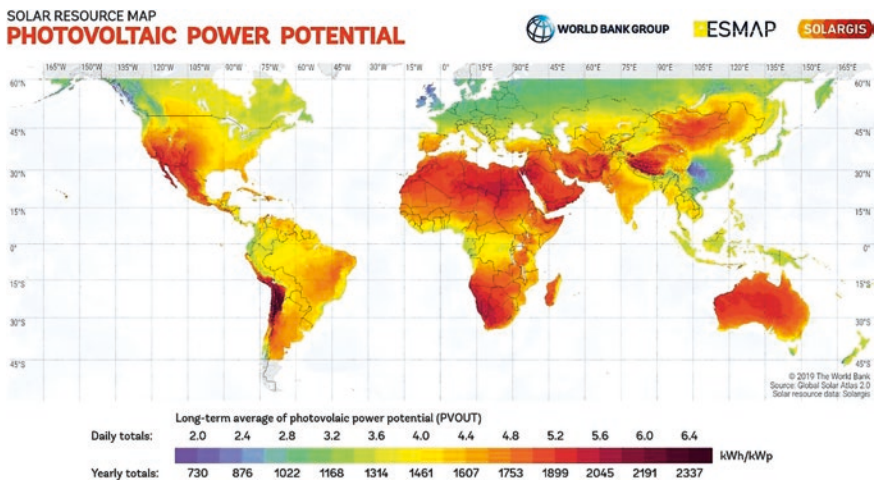 SOLAR RESOURCE MAP
PHOTOVOLTAIC POWER POTENTIAL
WORLD BANK GROUP
ESMAP
SOLARGIS
165°W 150°W 135°W 120°W 105°W 90°W 75°W 60°W 45°W 30°W 15°W 0° 15°E 30°E 45°E 60°E 75°E 90°E 105°E 120°E 135°E 150°E 165°E
60°N 60°N
45°N 45°N
30°N 30°N
15°N 15°N
0° 0°
15°S 15°S
30°S 30°S
45°S 45°S
© 2019 The World Bank
Source: Global Solar Atlas 2.0
Solar resource data: Solargis
Long-term average of photovolaic power potential (PVOUT)
Daily totals: 2.0 2.4 2.8 3.2 3.6 4.0 4.4 4.8 5.2 5.6 6.0 6.4
kWh/kWp
Yearly totals: 730 876 1022 1168 1314 1461 1607 1753 1899 2045 2191 2337